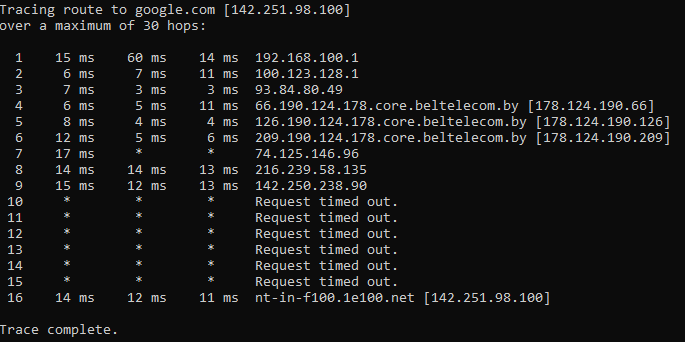 Tracing route to google.com [142.251.98.100]
over a maximum of 30 hops:
1 15 ms 60 ms 14 ms 192.168.100.1
2 6 ms 7 ms 11 ms 100.123.128.1
3 7 ms 3 ms 3 ms 93.84.80.49
4 6 ms 5 ms 11 ms 66.190.124.178.core.beltelecom.by [178.124.190.66]
5 8 ms 4 ms 4 ms 126.190.124.178.core.beltelecom.by [178.124.190.126]
6 12 ms 5 ms 6 ms 209.190.124.178.core.beltelecom.by [178.124.190.209]
7 17 ms * * 74.125.146.96
8 14 ms 14 ms 13 ms 216.239.58.135
9 15 ms 12 ms 13 ms 142.250.238.90
10 * * * Request timed out.
11 * * * Request timed out.
12 * * * Request timed out.
13 * * * Request timed out.
14 * * * Request timed out.
15 * * * Request timed out.
16 14 ms 12 ms 11 ms nt-in-f100.1e100.net [142.251.98.100]
Trace complete.